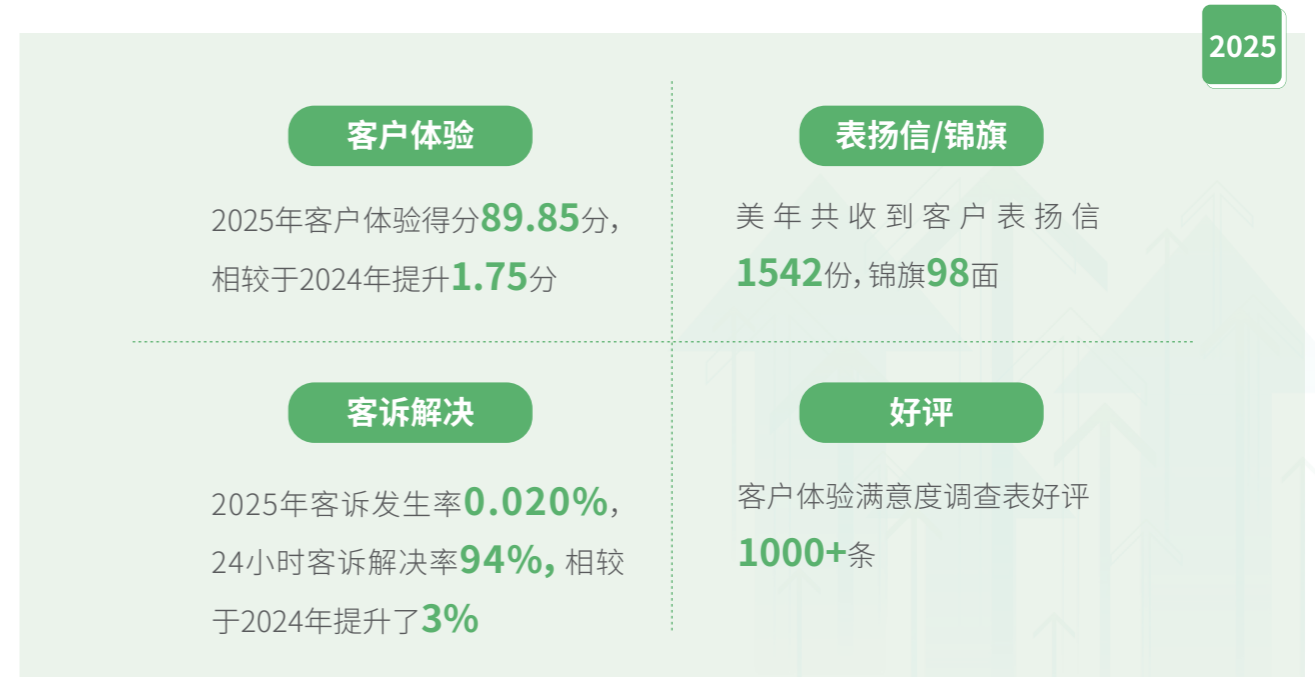 2025
客户体验
2025年客户体验得分89.85分，
相较于2024年提升1.75分
表扬信/锦旗
美年共收到客户表扬信
1542份，锦旗98面
客诉解决
2025年客诉发生率0.020%，
24小时客诉解决率94%，相较
于2024年提升了3%
好评
客户体验满意度调查表好评
1000+条